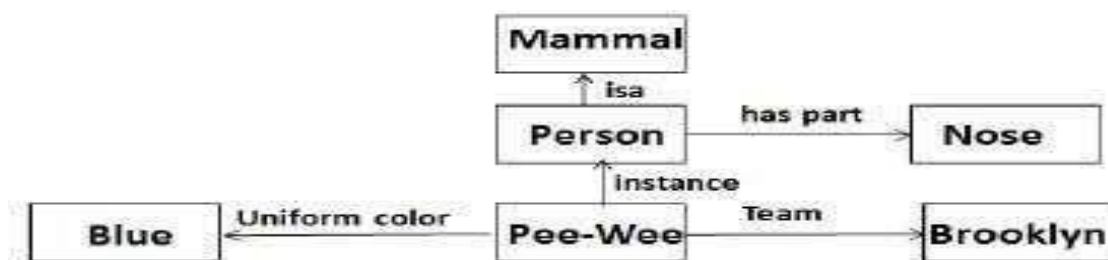 Mammal
isa
Person
has part
Nose
instance
Blue
Uniform color
Pee-Wee
Team
Brooklyn